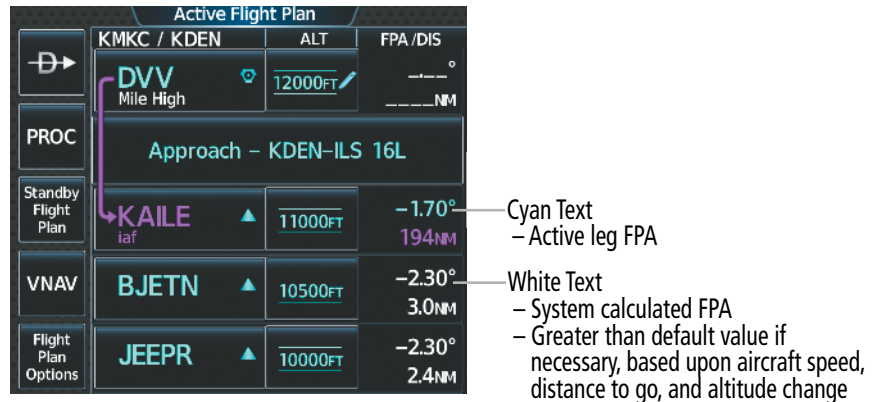 Active Flight Plan
KMKC / KDEN ALT FPA/DIS
DVV 12000FT _.__°
Mile High ____NM
PROC
Approach – KDEN–ILS 16L
Standby
Flight
Plan
KAILE 11000FT –1.70°
iaf 194NM
Cyan Text
– Active leg FPA
VNAV
BJETN 10500FT –2.30°
3.0NM
White Text
– System calculated FPA
– Greater than default value if
necessary, based upon aircraft speed,
distance to go, and altitude change
Flight
Plan
Options
JEEPR 10000FT –2.30°
2.4NM